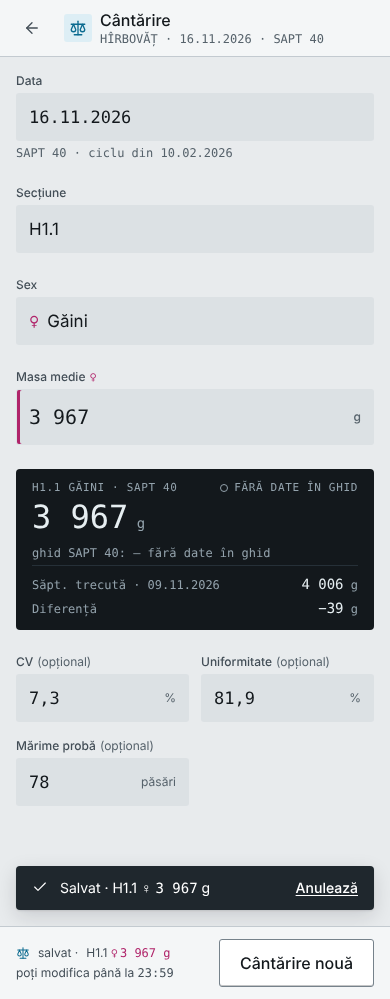 Cântărire
HÎRBOVĂȚ · 16.11.2026 · SAPT 40
Data
16.11.2026
SAPT 40 · ciclu din 10.02.2026
Secțiune
H1.1
Sex
♀ Găini
Masa medie ♀
3 967 g
H1.1 GĂINI · SAPT 40 FĂRĂ DATE ÎN GHID
3 967 g
ghid SAPT 40: — fără date în ghid
Săpt. trecută · 09.11.2026 4 006 g
Diferență −39 g
CV (opțional) Uniformitate (opțional)
7,3 % 81,9 %
Mărime probă (opțional)
78 păsări
Salvat · H1.1 ♀ 3 967 g Anulează
salvat · H1.1 ♀ 3 967 g
poți modifica până la 23:59
Cântărire nouă